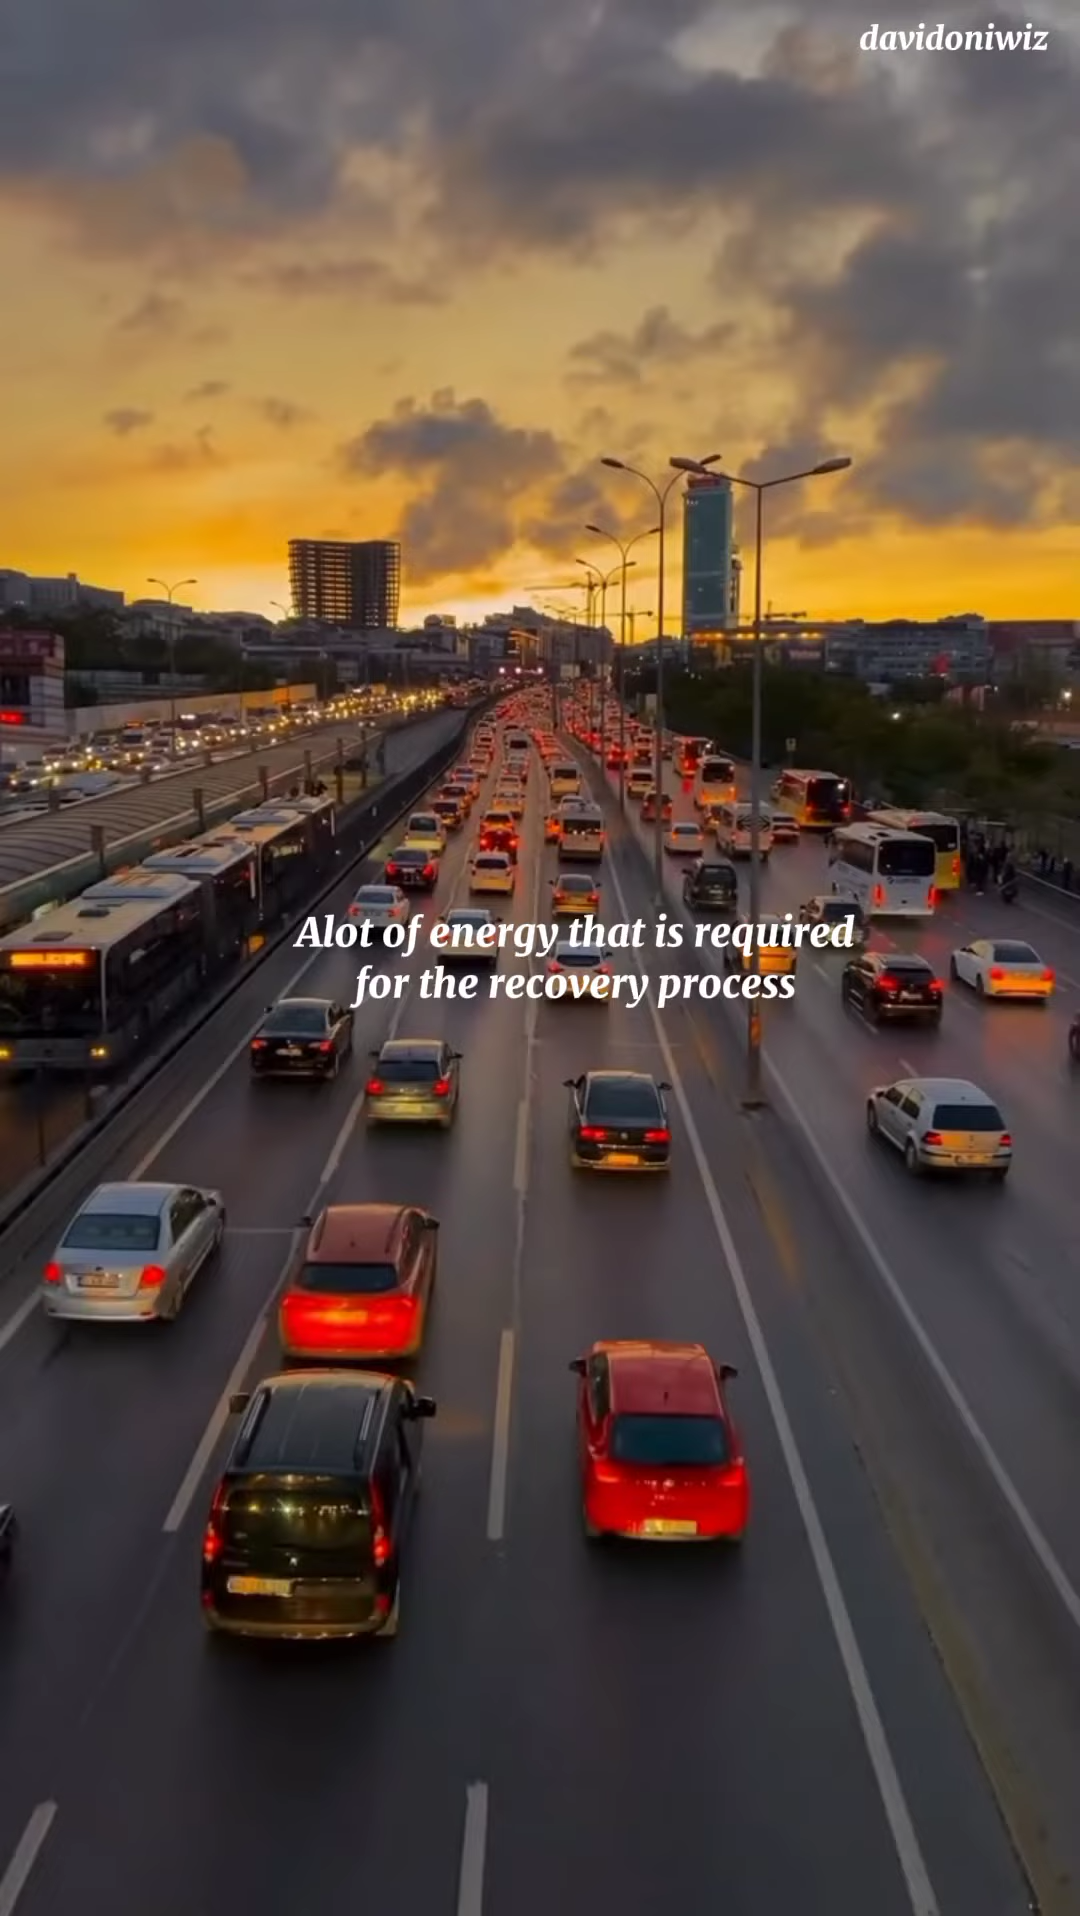 davidoniwiz
Alot of energy that is required
for the recovery process